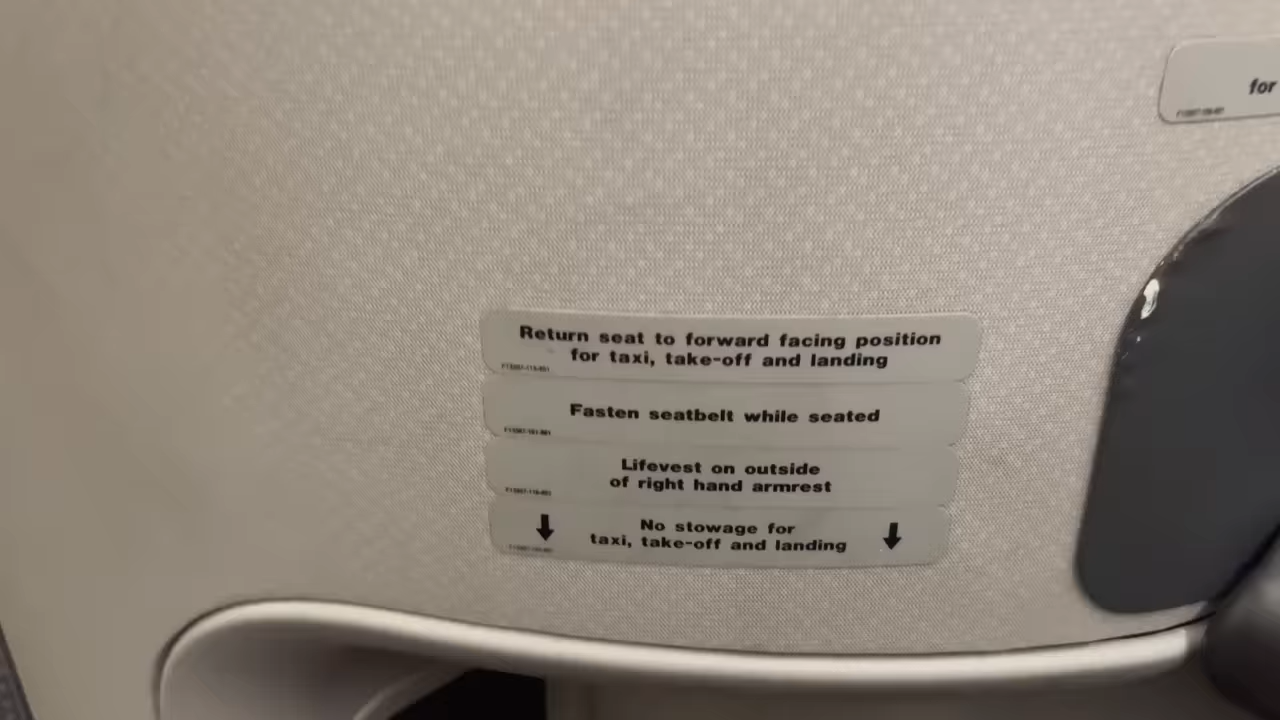 for
Return seat to forward facing position
for taxi, take-off and landing
Fasten seatbelt while seated
Lifevest on outside
of right hand armrest
No stowage for
taxi, take-off and landing